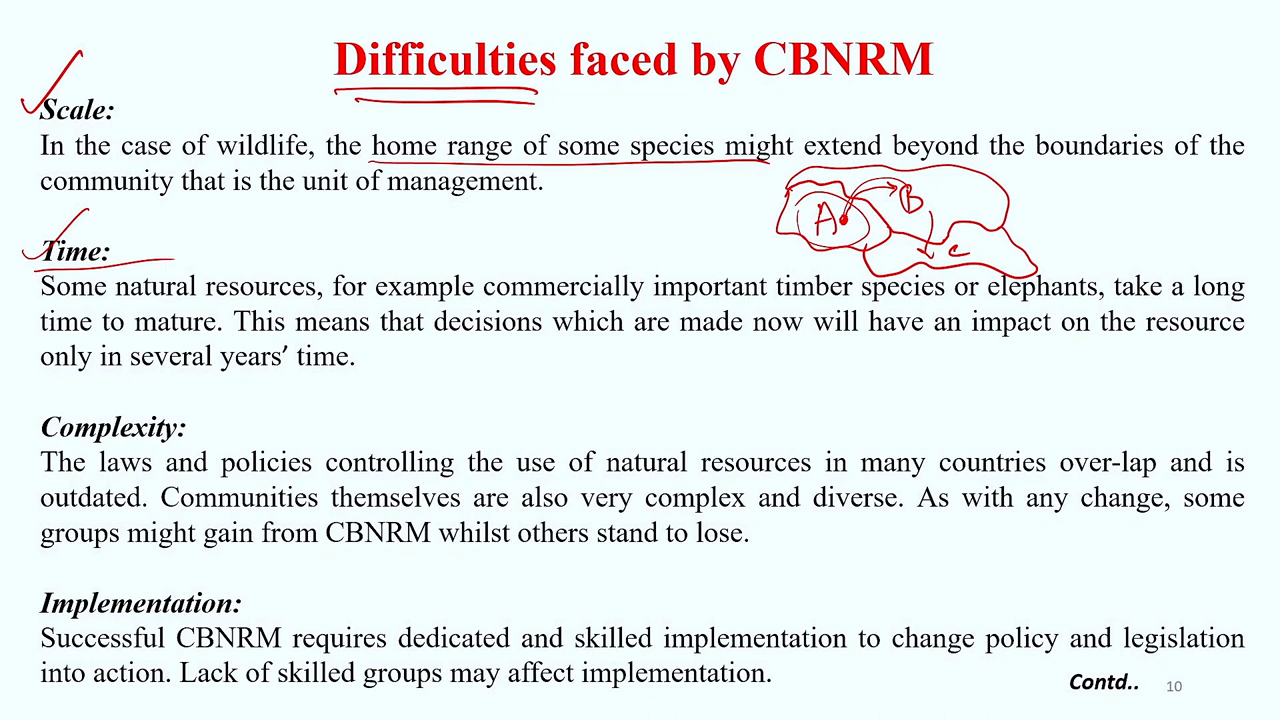 Difficulties faced by CBNRM
Scale:
In the case of wildlife, the home range of some species might extend beyond the boundaries of the
community that is the unit of management.
A
B
C
Time:
Some natural resources, for example commercially important timber species or elephants, take a long
time to mature. This means that decisions which are made now will have an impact on the resource
only in several years’ time.
Complexity:
The laws and policies controlling the use of natural resources in many countries over-lap and is
outdated. Communities themselves are also very complex and diverse. As with any change, some
groups might gain from CBNRM whilst others stand to lose.
Implementation:
Successful CBNRM requires dedicated and skilled implementation to change policy and legislation
into action. Lack of skilled groups may affect implementation.
Contd.. 10